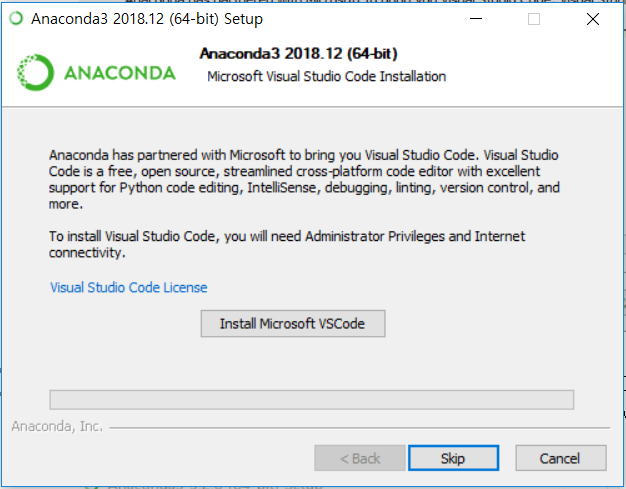 Anaconda3 2018.12 (64-bit) Setup
ANACONDA
Anaconda3 2018.12 (64-bit)
Microsoft Visual Studio Code Installation
Anaconda has partnered with Microsoft to bring you Visual Studio Code. Visual Studio
Code is a free, open source, streamlined cross-platform code editor with excellent
support for Python code editing, IntelliSense, debugging, linting, version control, and
more.
To install Visual Studio Code, you will need Administrator Privileges and Internet
connectivity.
Visual Studio Code License
Install Microsoft VSCode
Anaconda, Inc.
< Back
Skip
Cancel